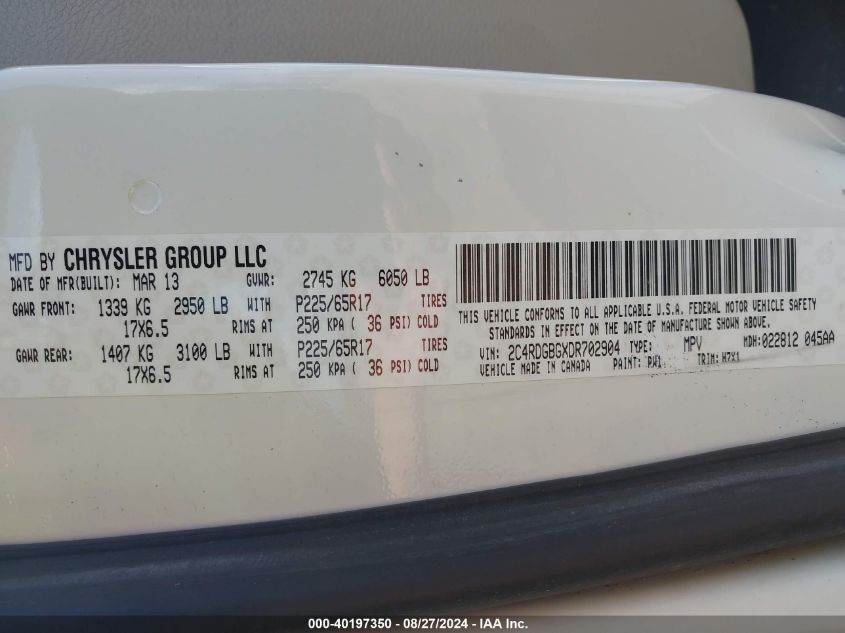 MFD BY CHRYSLER GROUP LLC
DATE OF MFR(BUILT): MAR 13 GVWR: 2745 KG 6050 LB
GAWR FRONT: 1339 KG 2950 LB WITH P225/65R17 TIRES
17X6.5 RIMS AT 250 KPA ( 36 PSI) COLD
GAWR REAR: 1407 KG 3100 LB WITH P225/65R17 TIRES
17X6.5 RIMS AT 250 KPA ( 36 PSI) COLD
THIS VEHICLE CONFORMS TO ALL APPLICABLE U.S.A. FEDERAL MOTOR VEHICLE SAFETY
STANDARDS IN EFFECT ON THE DATE OF MANUFACTURE SHOWN ABOVE.
VIN: 2C4RDGBGXDR702904 TYPE: MPV MDH: 022812 045AA
VEHICLE MADE IN CANADA PAINT: PW1 TRIM: H7X1
000-40197350 - 08/27/2024 - IAA Inc.